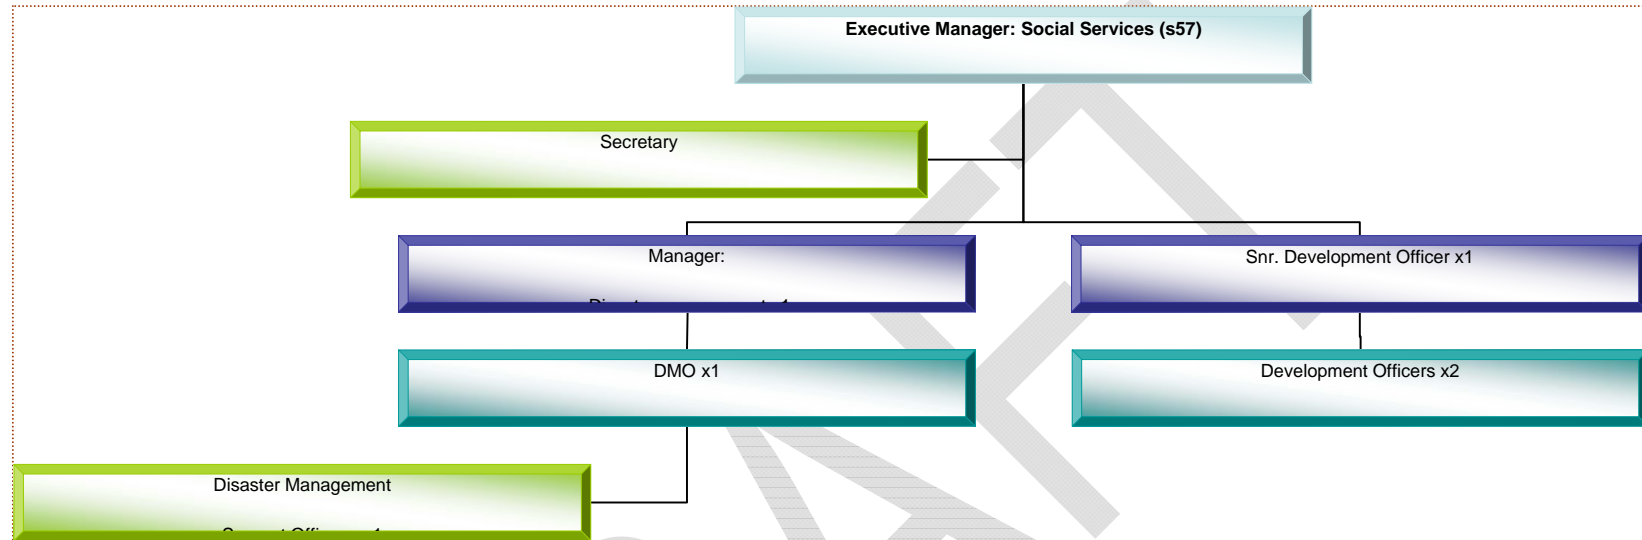 Executive Manager: Social Services (s57)
Secretary
Manager:
Snr. Development Officer x1
DMO x1
Development Officers x2
Disaster Management